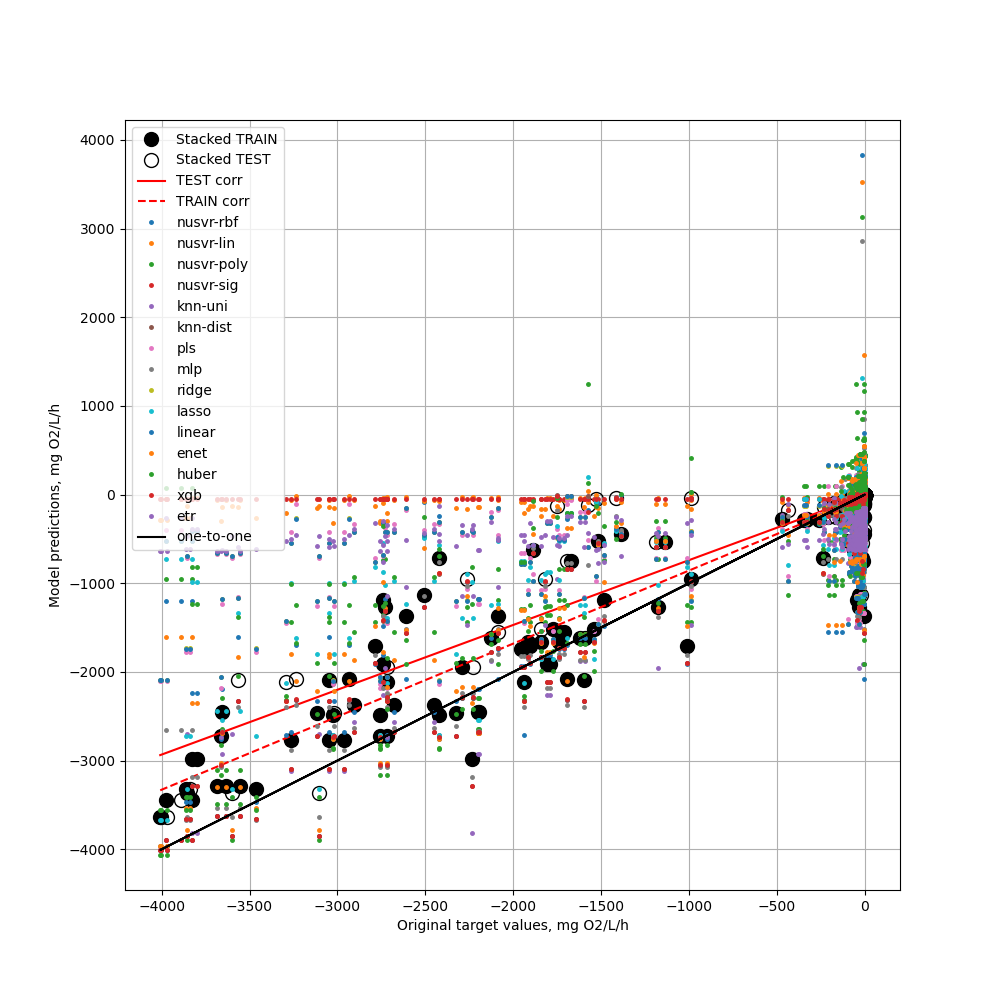 4000
3000
2000
1000
0
−1000
−2000
−3000
−4000
Model predictions, mg O2/L/h
Stacked TRAIN
Stacked TEST
TEST corr
TRAIN corr
nusvr-rbf
nusvr-lin
nusvr-poly
nusvr-sig
knn-uni
knn-dist
pls
mlp
ridge
lasso
linear
enet
huber
xgb
etr
one-to-one
−4000 −3500 −3000 −2500 −2000 −1500 −1000 −500 0
Original target values, mg O2/L/h